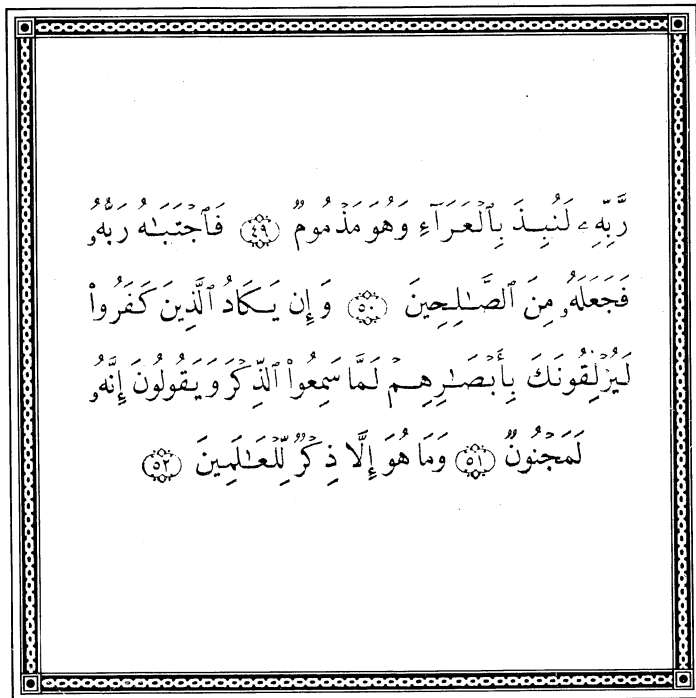 رَّبِّهِۦ لَنُبِذَ بِٱلْعَرَآءِ وَهُوَ مَذْمُومٌ ﴿٤٩﴾ فَٱجْتَبَٰهُ رَبُّهُۥ
فَجَعَلَهُۥ مِنَ ٱلصَّٰلِحِينَ ﴿٥٠﴾ وَإِن يَكَادُ ٱلَّذِينَ كَفَرُوا۟
لَيُزْلِقُونَكَ بِأَبْصَٰرِهِمْ لَمَّا سَمِعُوا۟ ٱلذِّكْرَ وَيَقُولُونَ إِنَّهُۥ
لَمَجْنُونٌ ﴿٥١﴾ وَمَا هُوَ إِلَّا ذِكْرٌ لِّلْعَٰلَمِينَ ﴿٥٢﴾